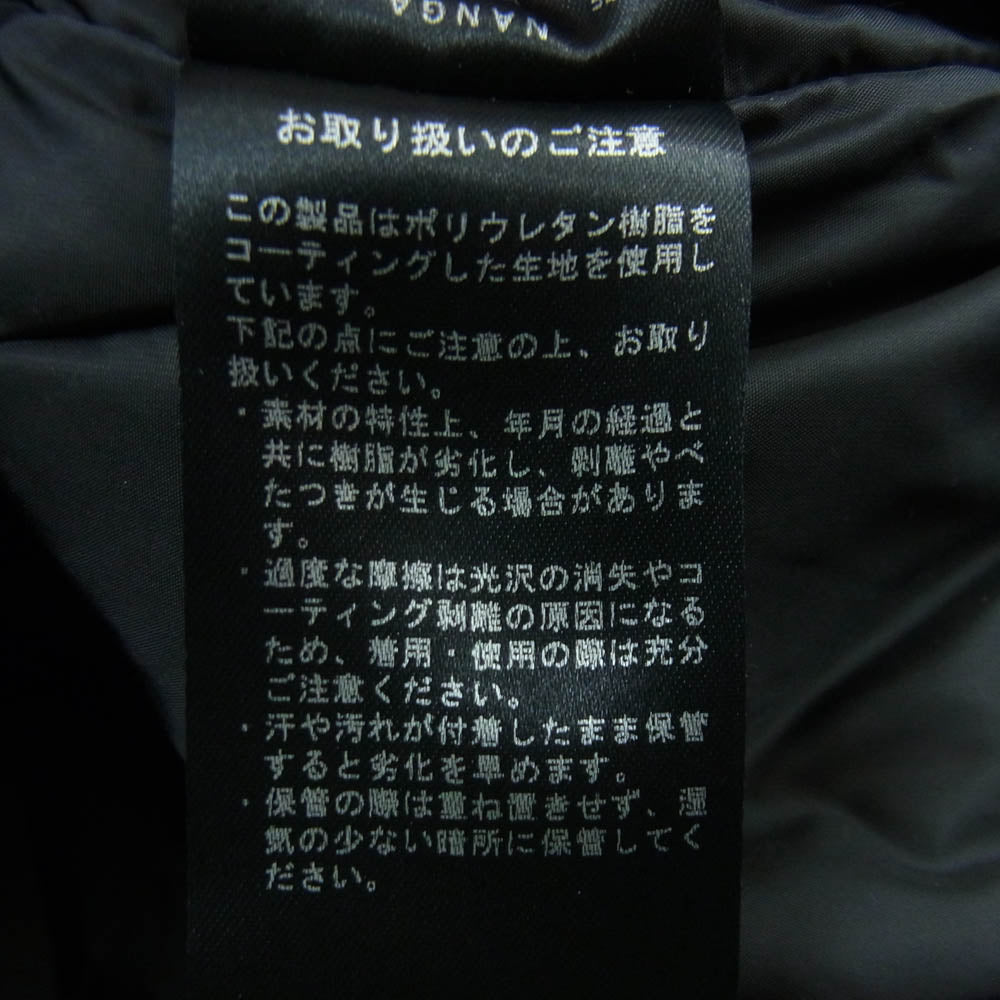 NANGA
お取り扱いのご注意
この製品はポリウレタン樹脂を
コーティングした生地を使用し
ています。
下記の点にご注意の上、お取り
扱いください。
・素材の特性上、年月の経過と
共に樹脂が劣化し、剥離やべ
たつきが生じる場合がありま
す。
・過度な摩擦は光沢の消失やコ
ーティング剥離の原因になる
ため、着用・使用の際は充分
ご注意ください。
・汗や汚れが付着したまま保管
すると劣化を早めます。
・保管の際は重ね置きせず、湿
気の少ない暗所に保管してく
ださい。